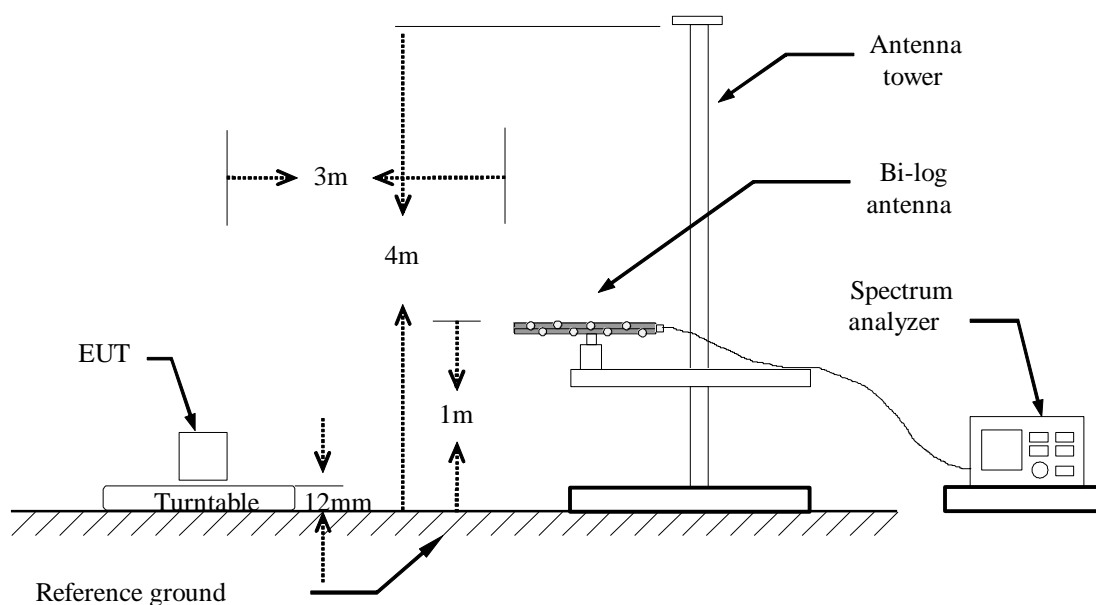 Antenna
tower
3m
Bi-log
antenna
4m
Spectrum
analyzer
EUT
1m
Turntable
12mm
Reference ground